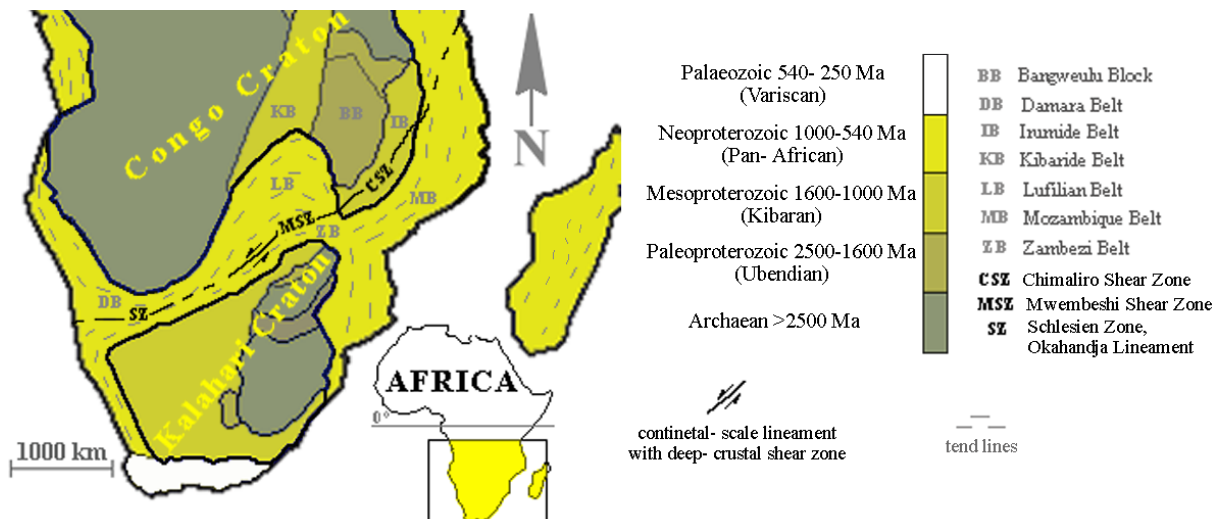 Congo Craton
KB
BB
IB
LB
CSZ
MSZ
MB
ZB
DB
SZ
Kalahari Craton
N
AFRICA
0°
1000 km
Palaeozoic 540- 250 Ma
(Variscan)
Neoproterozoic 1000-540 Ma
(Pan- African)
Mesoproterozoic 1600-1000 Ma
(Kibaran)
Paleoproterozoic 2500-1600 Ma
(Ubendian)
Archaean >2500 Ma
continetal- scale lineament
with deep- crustal shear zone
BB Bangweulu Block
DB Damara Belt
IB Irumide Belt
KB Kibaride Belt
LB Lufilian Belt
MB Mozambique Belt
ZB Zambezi Belt
CSZ Chimaliro Shear Zone
MSZ Mwembeshi Shear Zone
SZ Schlesien Zone,
Okahandja Lineament
tend lines